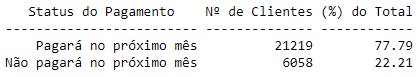 Status do Pagamento Nº de Clientes (%) do Total
------------------------- -------------- ------------
Pagará no próximo mês 21219 77.79
Não pagará no próximo mês 6058 22.21